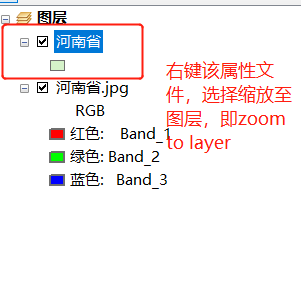 图层
河南省
河南省.jpg
RGB
红色: Band_1
绿色: Band_2
蓝色: Band_3
右键该属性文
件，选择缩放至
图层，即zoom
to layer